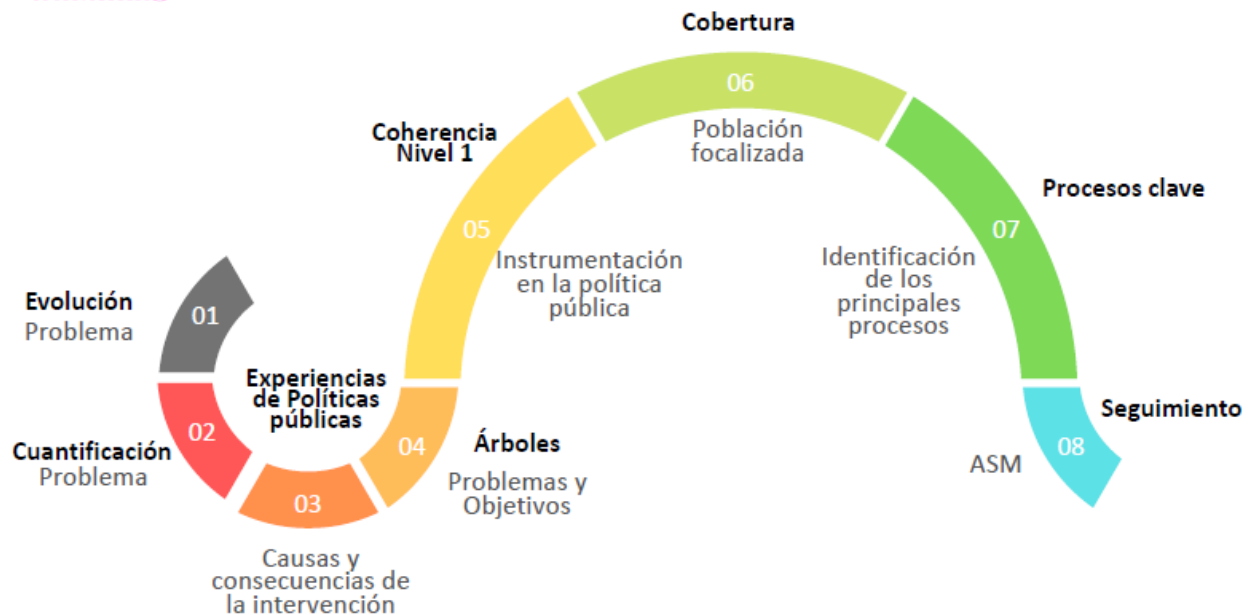 Evolución
Problema
01
Cuantificación
Problema
02
Experiencias
de Políticas
públicas
03
Causas y
consecuencias de
la intervención
04
Árboles
Problemas y
Objetivos
Coherencia
Nivel 1
05
Instrumentación
en la política
pública
Cobertura
06
Población
focalizada
Procesos clave
07
Identificación
de los
principales
procesos
Seguimiento
08
ASM